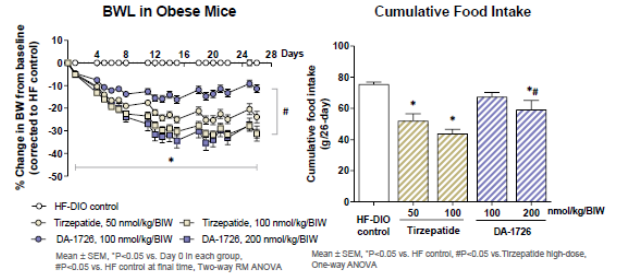 BWL in Obese Mice
10
0
-10
-20
-30
-40
-50
0 4 8 12 16 20 24 28 Days
% Change in BW from baseline
(corrected to HF control)
*
#
HF-DIO control
Tirzepatide, 50 nmol/kg/BIW
Tirzepatide, 100 nmol/kg/BIW
DA-1726, 100 nmol/kg/BIW
DA-1726, 200 nmol/kg/BIW
Mean ± SEM, *P<0.05 vs. Day 0 in each group,
#P<0.05 vs. HF control at final time, Two-way RM ANOVA
Cumulative Food Intake
100
80
60
40
20
0
Cumulative food intake
(g/26-day)
*
*
*#
HF-DIO
control
50 100 100 200 nmol/kg/BIW
Tirzepatide DA-1726
Mean ± SEM, *P<0.05 vs. HF control, #P<0.05 vs.Tirzepatide high-dose,
One-way ANOVA